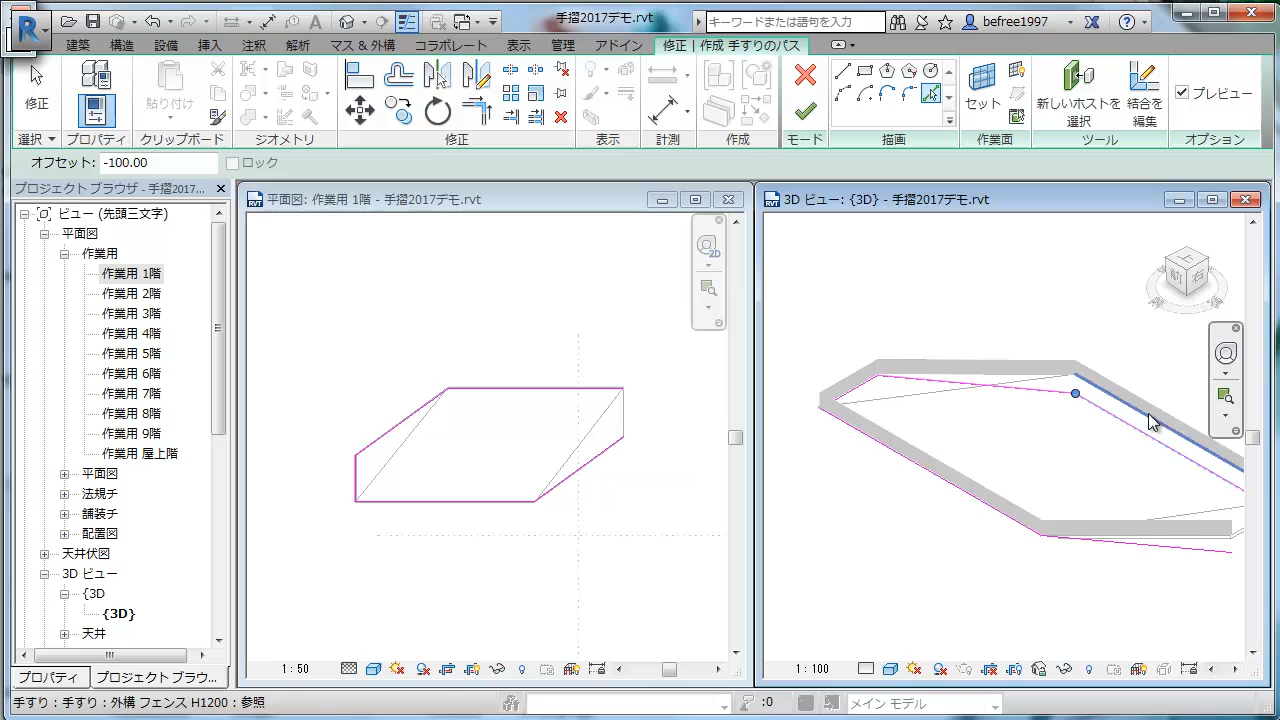 手摺2017デモ.rvt
キーワードまたは語句を入力
befree1997
建築 構造 設備 挿入 注釈 解析 マス & 外構 コラボレート 表示 管理 アドイン 修正 | 作成 手すりのパス
修正
貼り付け
セット
新しいホストを
選択
結合を
編集
プレビュー
選択 プロパティ クリップボード ジオメトリ 修正 表示 計測 作成 モード 描画 作業面 ツール オプション
オフセット: -100.00 ロック
プロジェクト ブラウザ - 手摺2017...
平面図: 作業用 1階 - 手摺2017デモ.rvt
3D ビュー: {3D} - 手摺2017デモ.rvt
ビュー (先頭三文字)
平面図
作業用
作業用 1階
作業用 2階
作業用 3階
作業用 4階
作業用 5階
作業用 6階
作業用 7階
作業用 8階
作業用 9階
作業用 屋上階
平面図
法規チ
舗装チ
配置図
天井伏図
3D ビュー
{3D
{3D}
天井
2D
上
前
右
1 : 50
1 : 100
プロパティ
プロジェクト ブラウ...
手すり : 手すり : 外構 フェンス H1200 : 参照
:0
メイン モデル